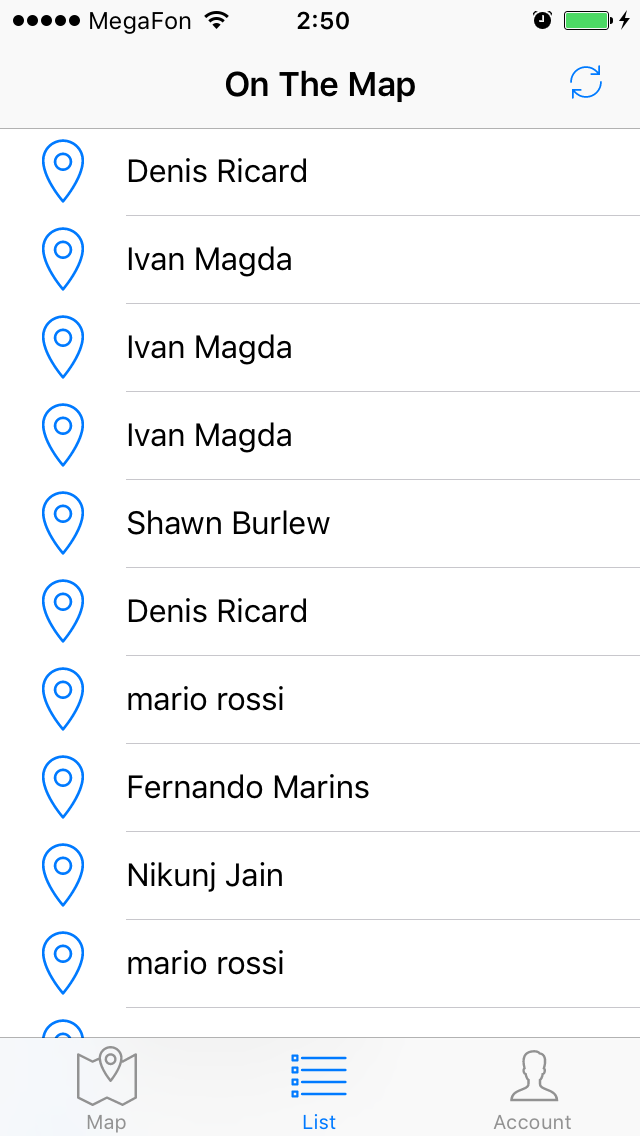 MegaFon 2:50
On The Map
Denis Ricard
Ivan Magda
Ivan Magda
Ivan Magda
Shawn Burlew
Denis Ricard
mario rossi
Fernando Marins
Nikunj Jain
mario rossi
Map List Account